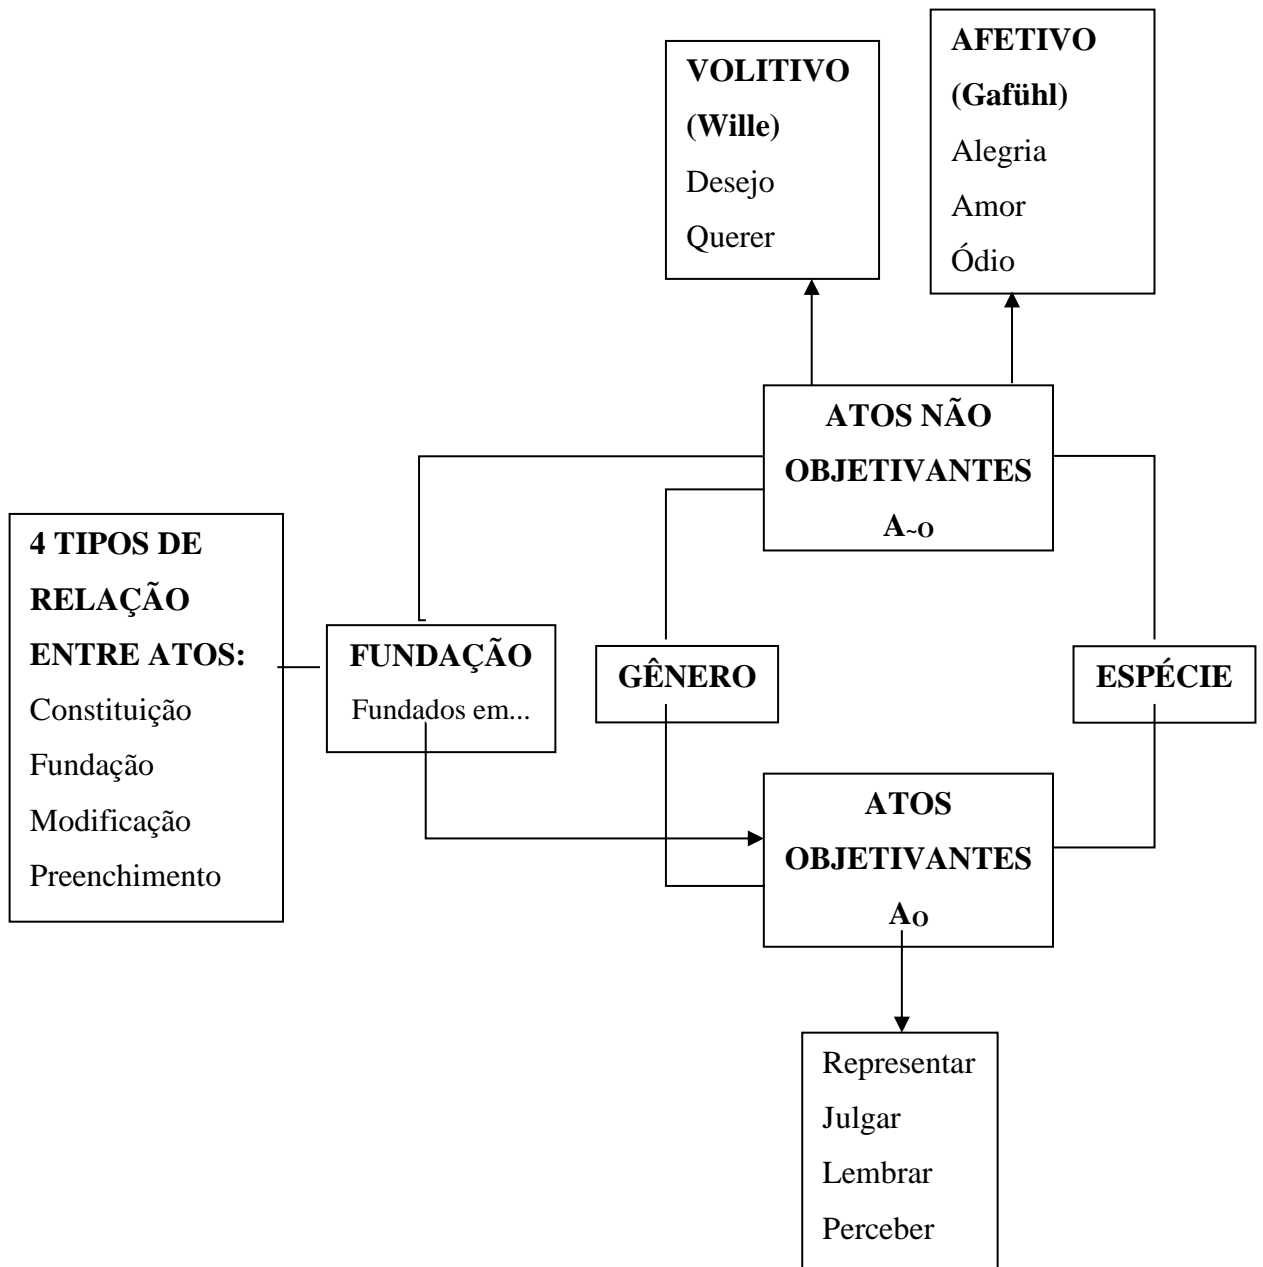 VOLITIVO
(Wille)
Desejo
Querer
AFETIVO
(Gafühl)
Alegria
Amor
Ódio
ATOS NÃO
OBJETIVANTES
A~O
4 TIPOS DE
RELAÇÃO
ENTRE ATOS:
Constituição
Fundação
Modificação
Preenchimento
FUNDAÇÃO
Fundados em...
GÊNERO
ESPÉCIE
ATOS
OBJETIVANTES
AO
Representar
Julgar
Lembrar
Perceber